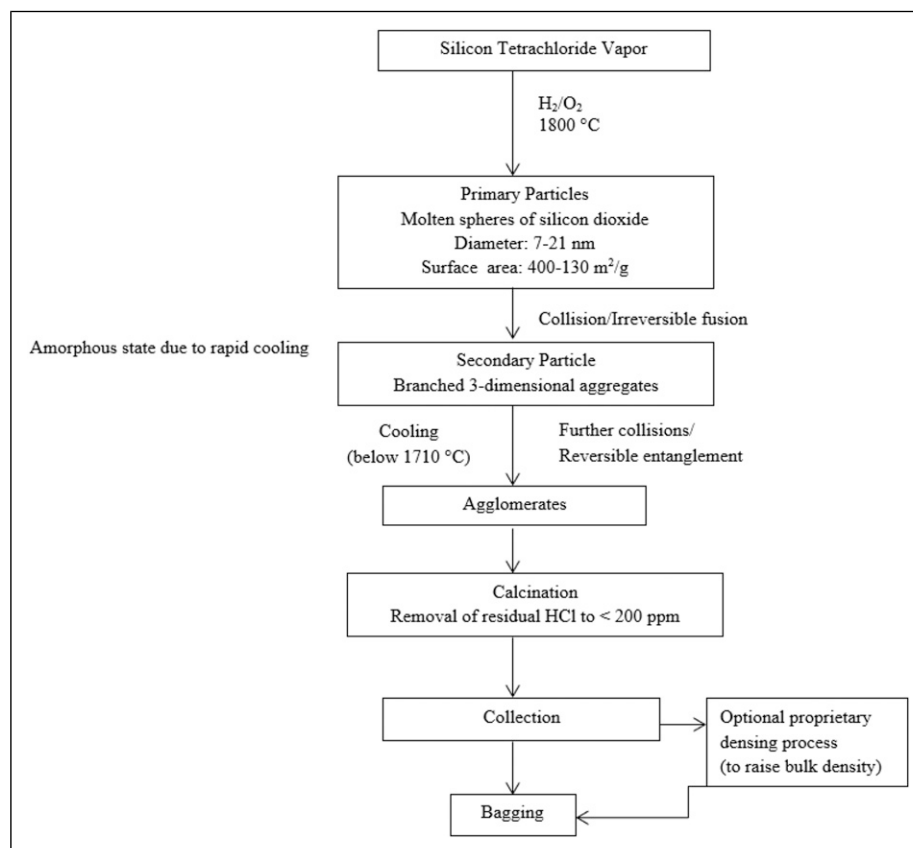 Silicon Tetrachloride Vapor
H₂/O₂
1800 °C
Primary Particles
Molten spheres of silicon dioxide
Diameter: 7-21 nm
Surface area: 400-130 m²/g
Collision/Irreversible fusion
Amorphous state due to rapid cooling
Secondary Particle
Branched 3-dimensional aggregates
Cooling
(below 1710 °C)
Further collisions/
Reversible entanglement
Agglomerates
Calcination
Removal of residual HCl to < 200 ppm
Collection
Optional proprietary
densing process
(to raise bulk density)
Bagging